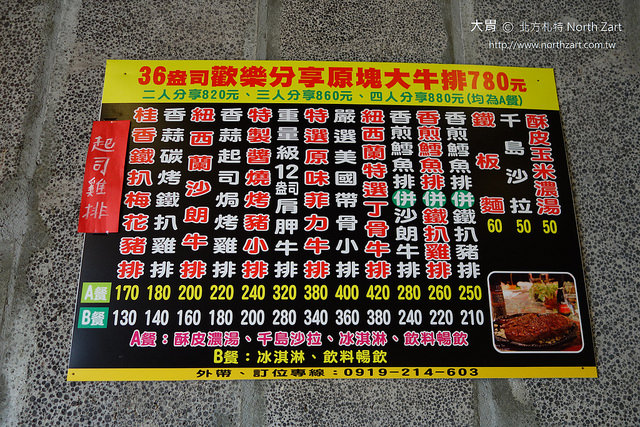 大胃 © 北方札特 North Zart
http://www.northzart.com.tw
36盎司歡樂分享原塊大牛排780元
二人分享820元、三人分享860元、四人分享880元(均為A餐)
酥皮玉米濃湯
50
千島沙拉
50
鐵板麵
60
香煎鱈魚排併鐵扒豬排
香煎鱈魚排併鐵扒雞排
香煎鱈魚排併沙朗牛排
紐西蘭特選丁骨牛排
嚴選美國帶骨小排
特選原味菲力牛排
重量級12盎司肩胛牛排
特製醬燒烤豬小排
香蒜起司焗烤雞排
紐西蘭沙朗牛排
香蒜碳烤鐵扒雞排
桂香鐵扒梅花豬排
起司雞排
A餐 170 180 200 220 240 320 380 400 420 280 260 250
B餐 130 140 160 180 200 280 340 360 380 240 220 210
A餐：酥皮濃湯、千島沙拉、冰淇淋、飲料暢飲
B餐：冰淇淋、飲料暢飲
外帶、訂位專線：0919-214-603